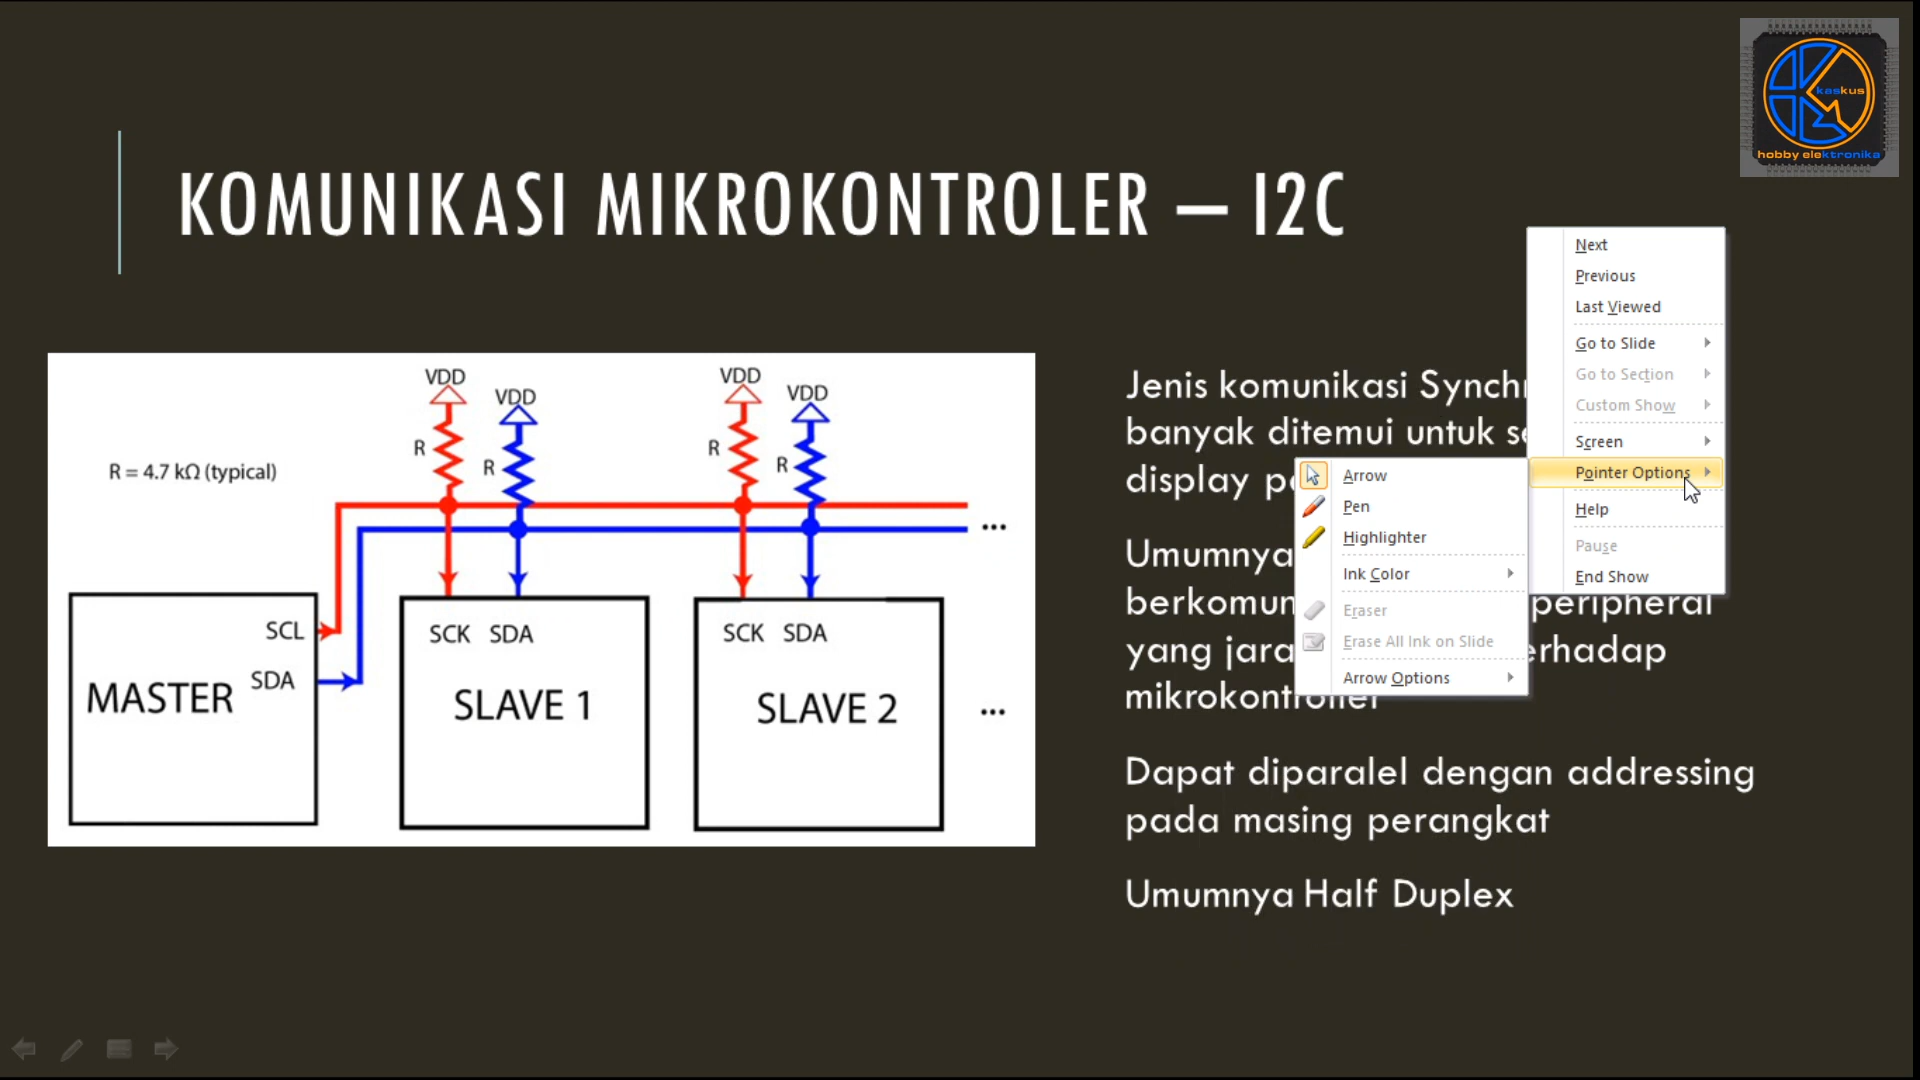 kaskus
hobby elektronika
KOMUNIKASI MIKROKONTROLER – I2C
VDD
VDD
VDD
VDD
R
R
R
R
R = 4.7 kΩ (typical)
...
SCL
SDA
MASTER
SCK SDA
SLAVE 1
SCK SDA
SLAVE 2
...
Jenis komunikasi
banyak ditemui untuk
display
Umumnya
peripheral
yang
mikrokontroller
Dapat diparalel dengan addressing
pada masing perangkat
Umumnya Half Duplex
Next
Previous
Last Viewed
Go to Slide
Go to Section
Custom Show
Screen
Pointer Options
Help
Pause
End Show
Arrow
Pen
Highlighter
Ink Color
Eraser
Erase All Ink on Slide
Arrow Options